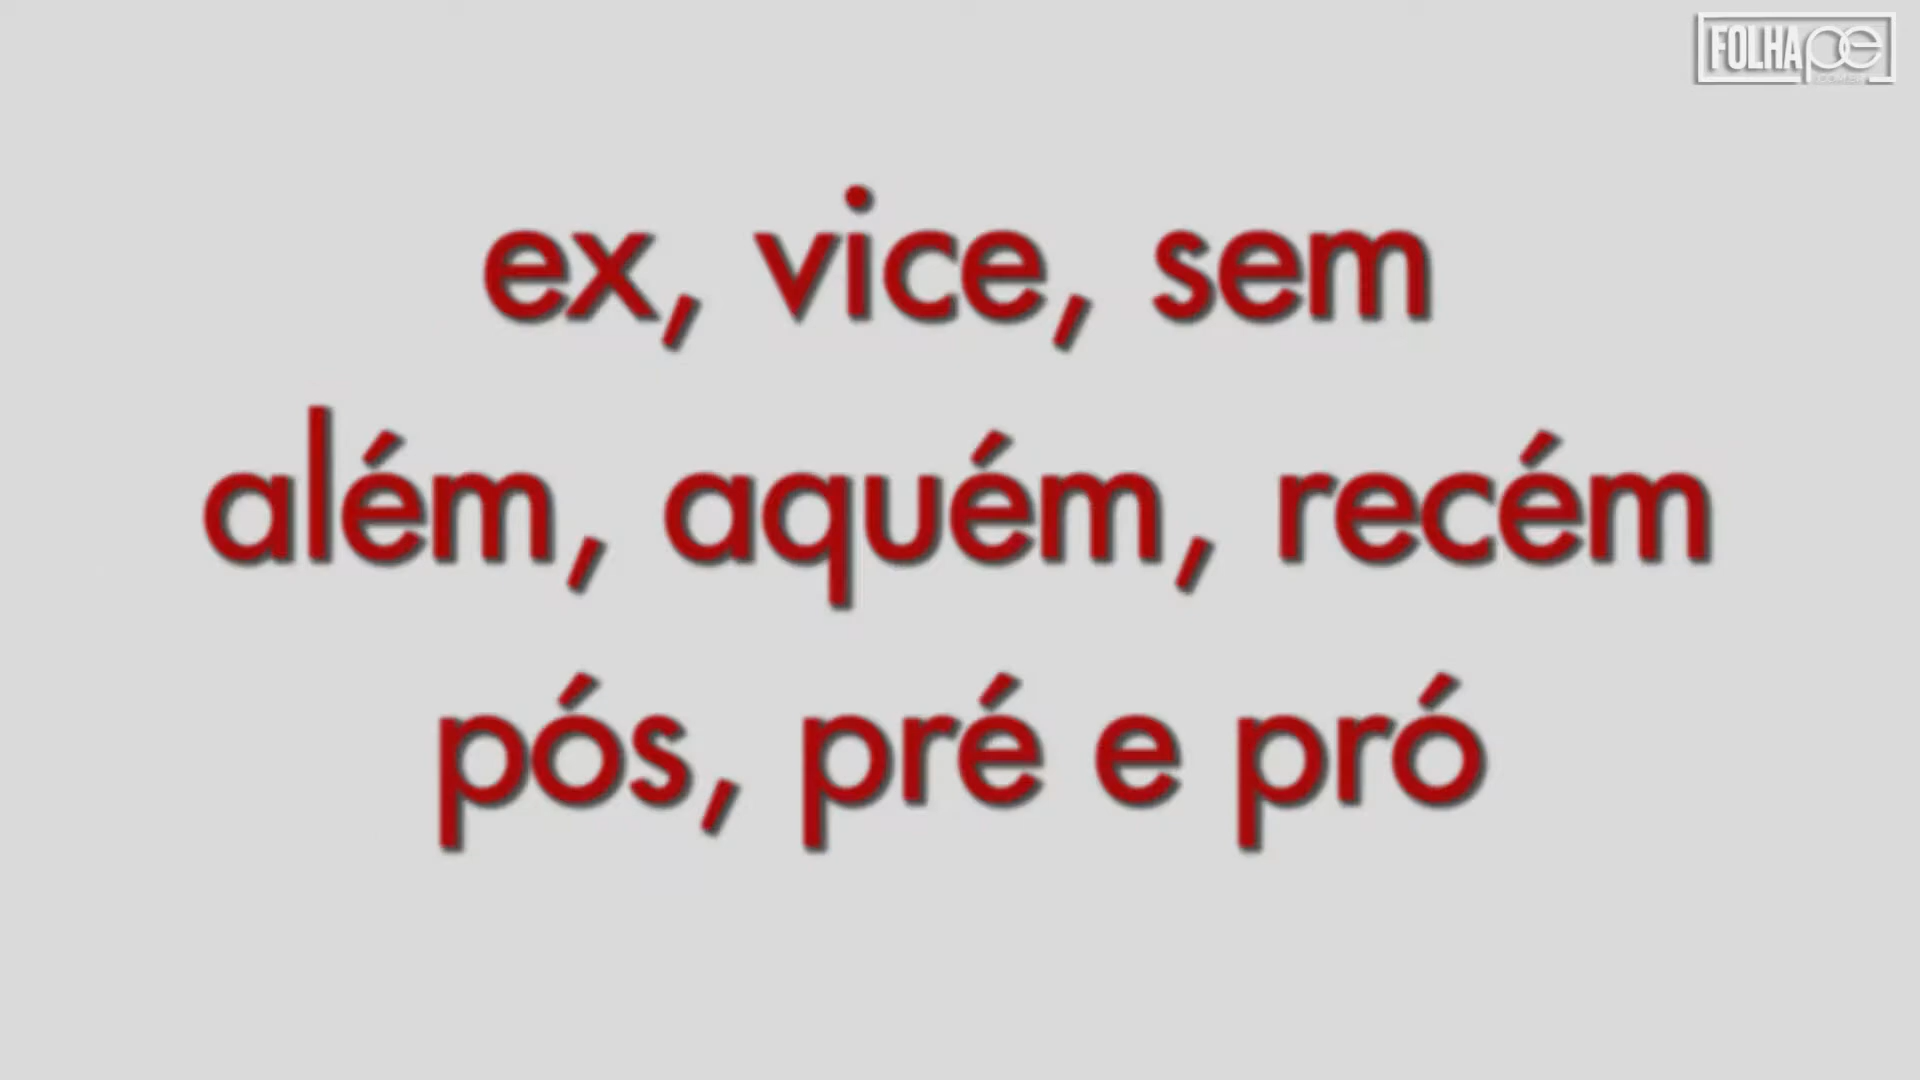 FOLHA PE
ex, vice, sem
além, aquém, recém
pós, pré e pró